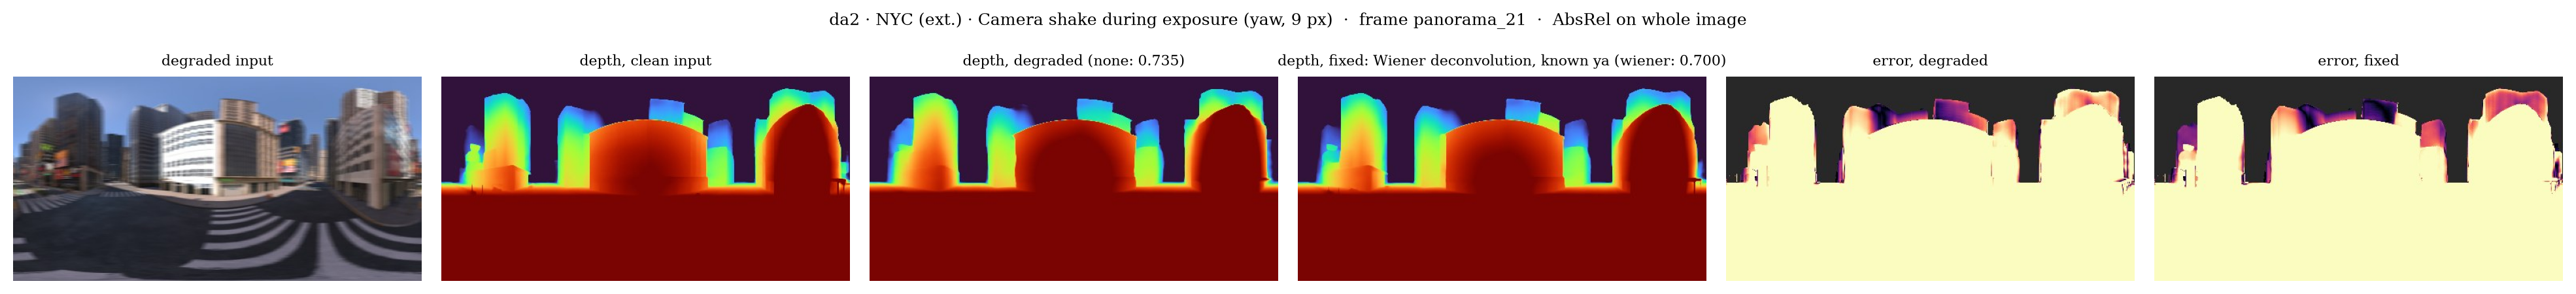 da2 · NYC (ext.) · Camera shake during exposure (yaw, 9 px) · frame panorama_21 · AbsRel on whole image
degraded input
depth, clean input
depth, degraded (none: 0.735)
depth, fixed: Wiener deconvolution, known ya (wiener: 0.700)
error, degraded
error, fixed